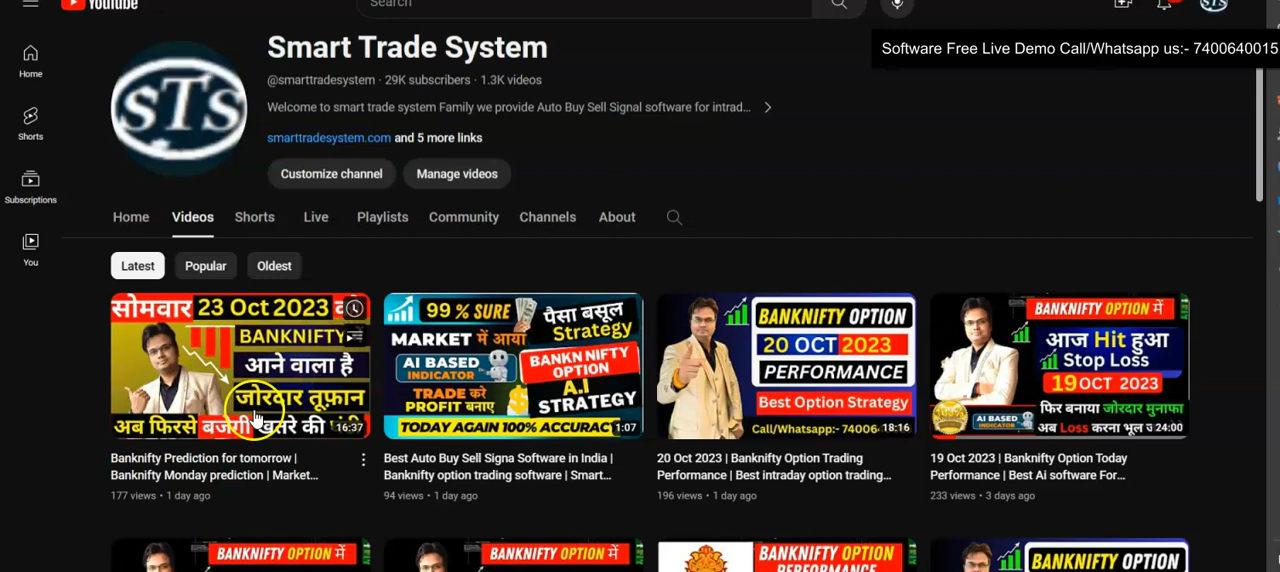 YouTube
Search
STS
Software Free Live Demo Call/Whatsapp us:- 7400640015
Home
Shorts
Subscriptions
You
STS
Smart Trade System
@smarttradesystem · 29K subscribers · 1.3K videos
Welcome to smart trade system Family we provide Auto Buy Sell Signal software for intrad...
smarttradesystem.com and 5 more links
Customize channel
Manage videos
Home
Videos
Shorts
Live
Playlists
Community
Channels
About
Latest
Popular
Oldest
सोमवार 23 Oct 2023
BANKNIFTY
आने वाला है
जोरदार तूफ़ान
अब फिरसे बजेगी खतरे की
16:37
Banknifty Prediction for tomorrow |
Banknifty Monday prediction | Market...
177 views · 1 day ago
99 % SURE
पैसा बसूल
Strategy
MARKET में आया
AI BASED
INDICATOR
BANKN NIFTY
OPTION
TRADE करे
PROFIT बनाए
A.I
STRATEGY
TODAY AGAIN 100% ACCURAC
1:07
Best Auto Buy Sell Signa Software in India |
Banknifty option trading software | Smart...
94 views · 1 day ago
BANKNIFTY OPTION
20 OCT 2023
PERFORMANCE
Best Option Strategy
Call/Whatsapp:- 74006
18:16
20 Oct 2023 | Banknifty Option Trading
Performance | Best intraday option trading...
196 views · 1 day ago
BANKNIFTY OPTION में
आज Hit हुआ
Stop Loss
19 OCT 2023
AI BASED
INDICATOR
फिर बनाया जोरदार मुनाफा
अब Loss करना भूल
24:00
19 Oct 2023 | Banknifty Option Today
Performance | Best Ai software For...
233 views · 3 days ago
BANKNIFTY OPTION में
BANKNIFTY OPTION में
BANKNIFTY OPTION
PERFORMANCE
BANKNIFTY OPTION